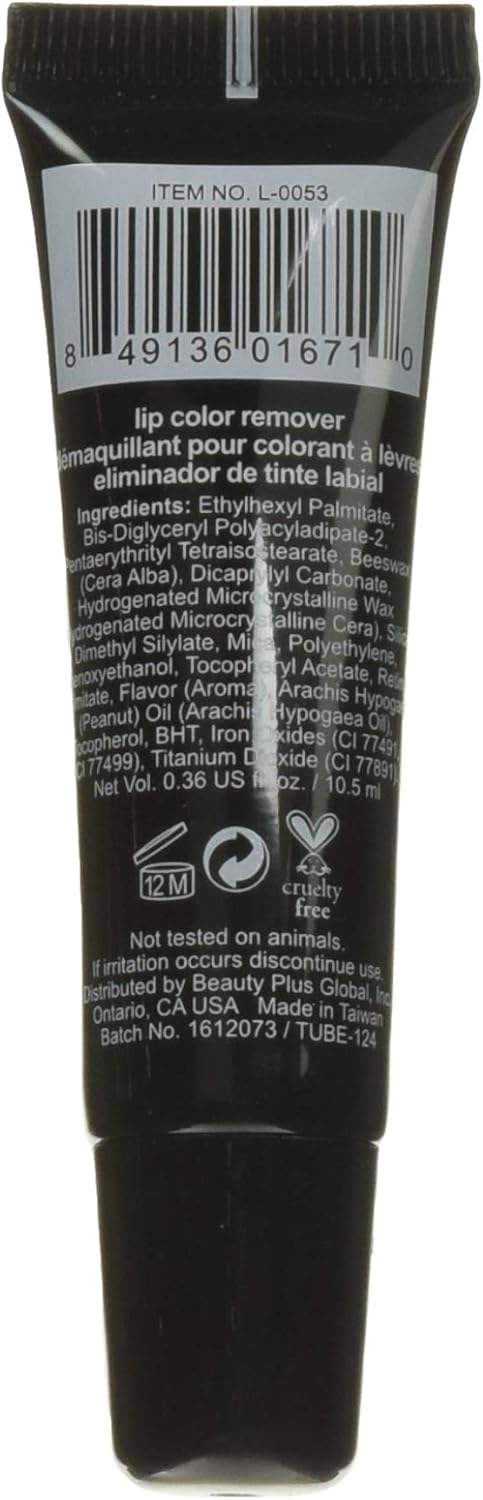 ITEM NO. L-0053
8 49136 01671 0
lip color remover
démaquillant pour colorant à lèvres
eliminador de tinte labial
Ingredients: Ethylhexyl Palmitate,
Bis-Diglyceryl Polyacyladipate-2,
Pentaerythrityl Tetraisostearate, Beeswax
(Cera Alba), Dicaprylyl Carbonate,
Hydrogenated Microcrystalline Wax
Hydrogenated Microcrystalline Cera), Silica
Dimethyl Silylate, Mica, Polyethylene,
Phenoxyethanol, Tocopheryl Acetate,
Flavor (Aroma), Arachis Hypogaea
(Peanut) Oil (Arachis Hypogaea Oil),
Tocopherol, BHT, Iron Oxides (CI 77491,
CI 77499), Titanium Dioxide (CI 77891).
Net Vol. 0.36 US fl. oz. / 10.5 ml
12 M
cruelty
free
Not tested on animals.
If irritation occurs discontinue use.
Distributed by Beauty Plus Global, Inc.
Ontario, CA USA Made in Taiwan
Batch No. 1612073 / TUBE-124